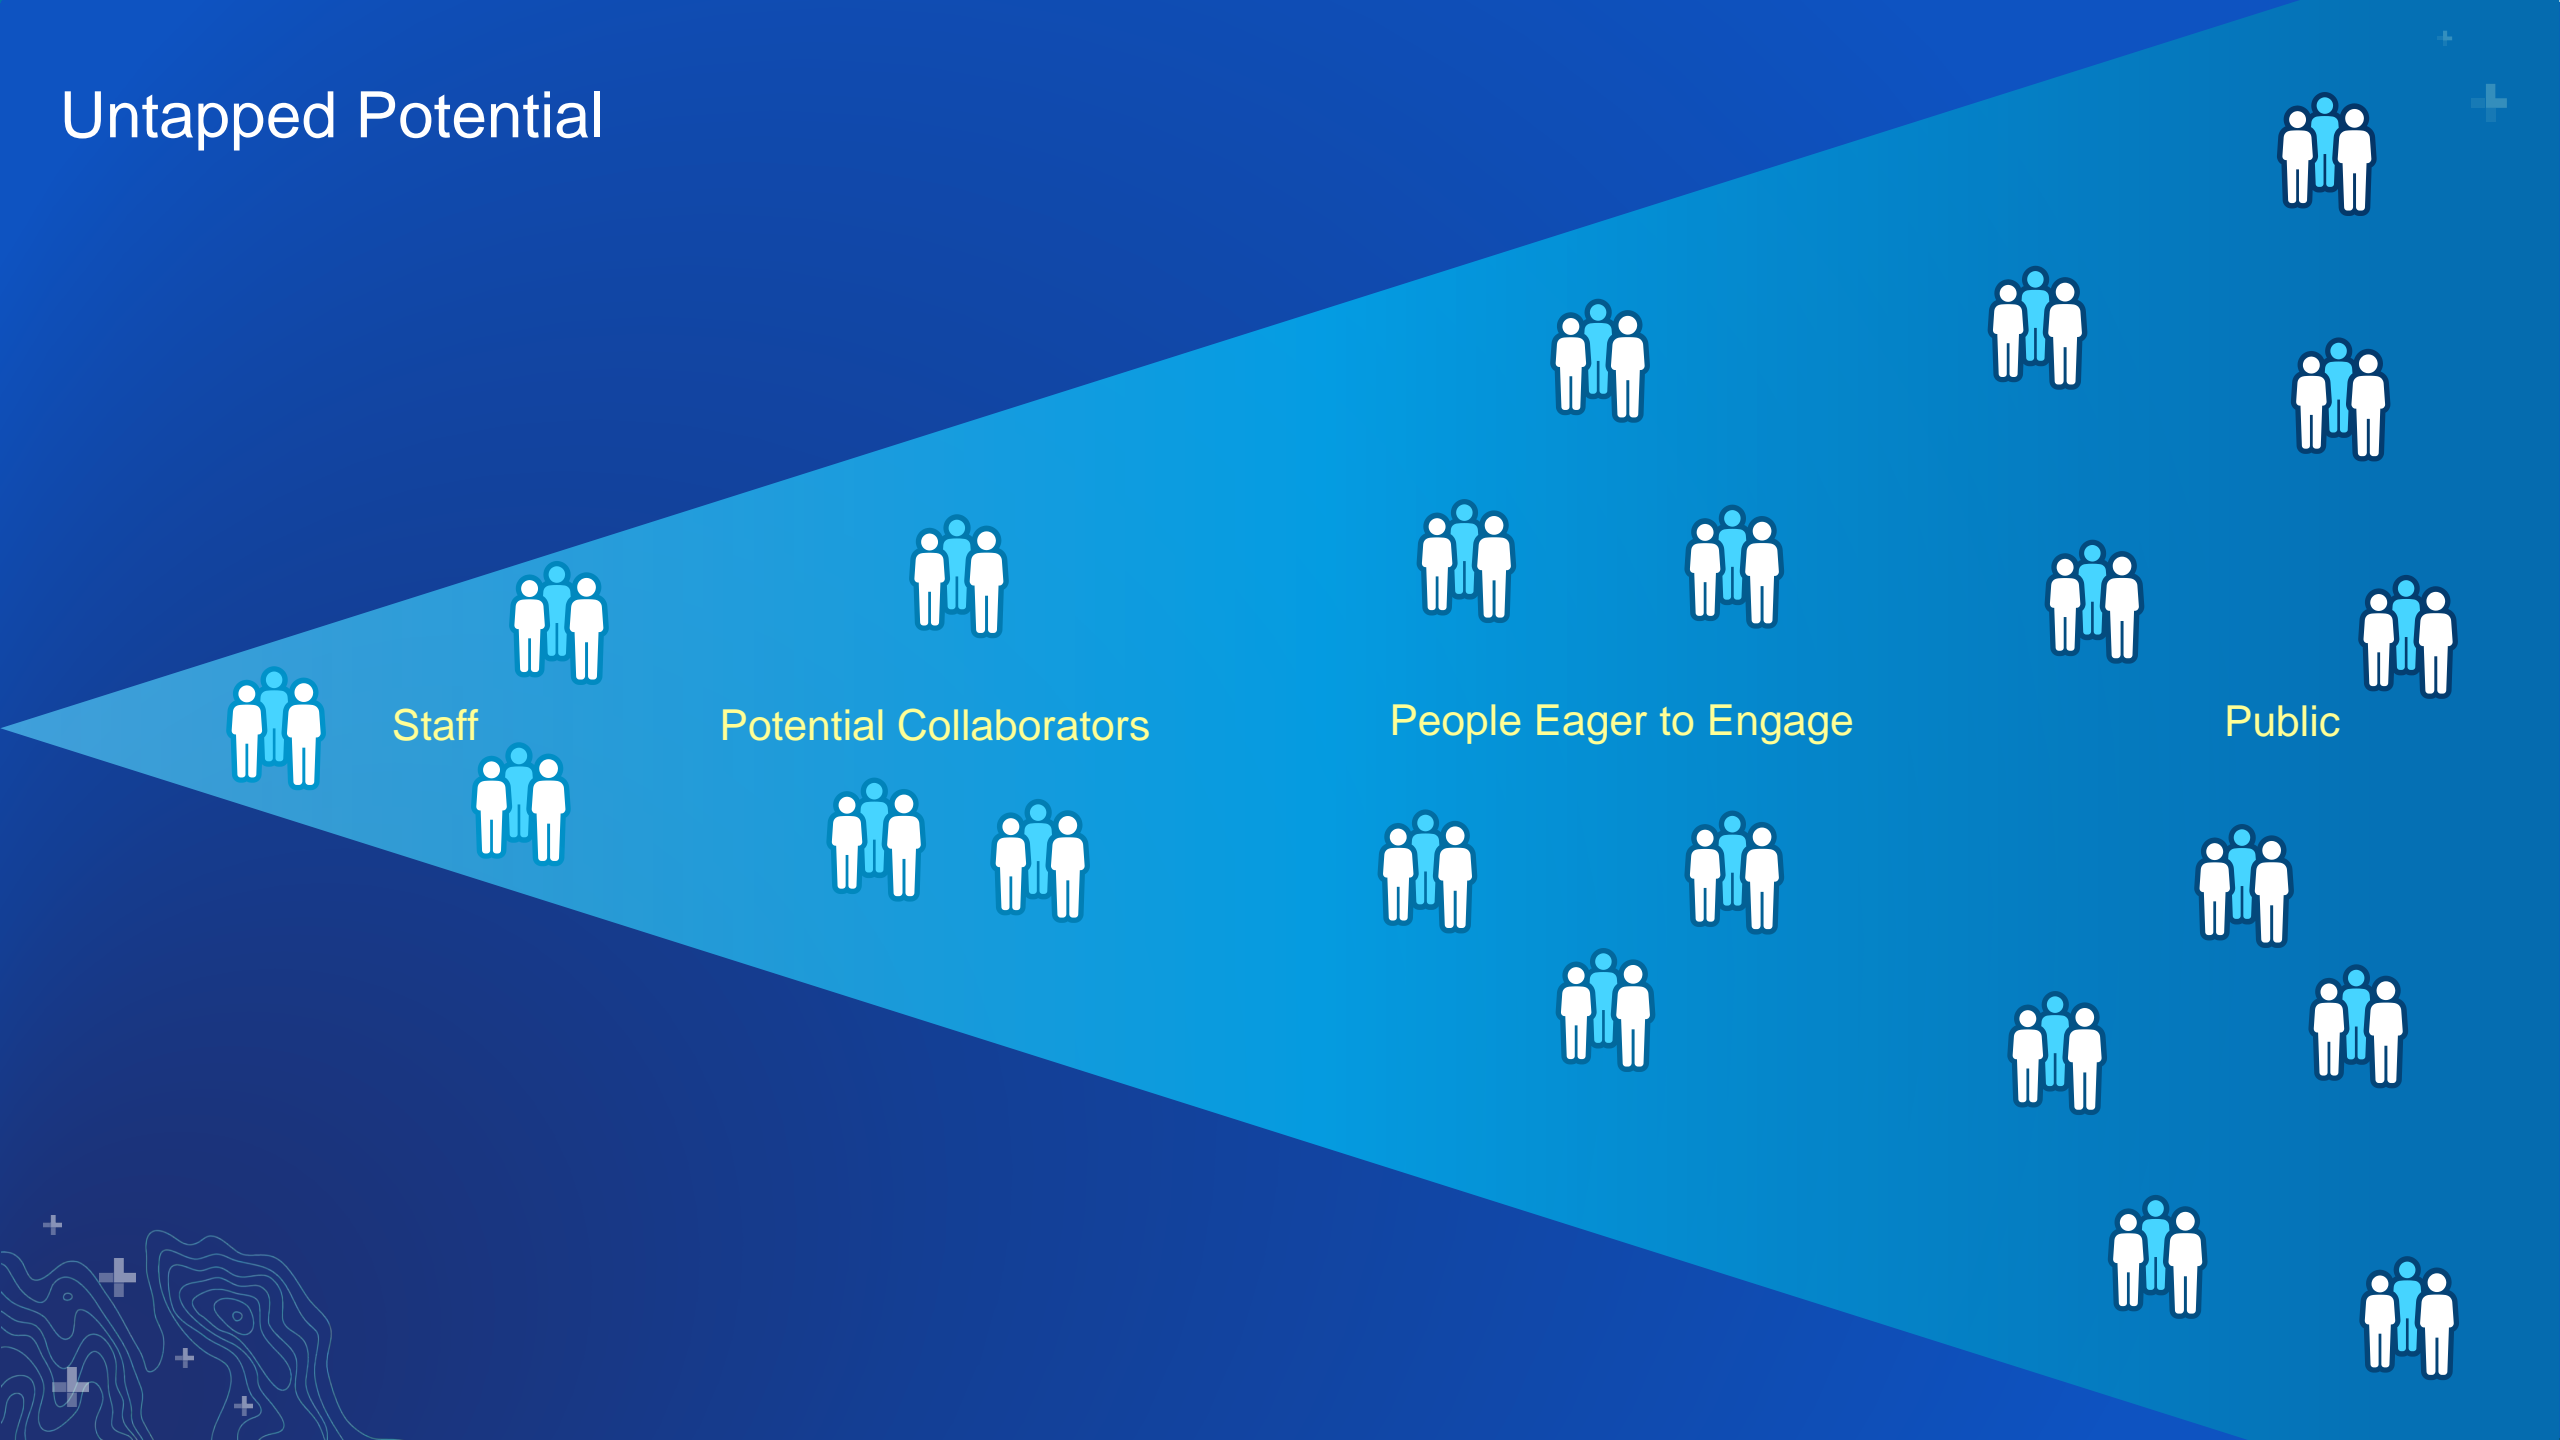 Untapped Potential
Staff
Potential Collaborators
People Eager to Engage
Public